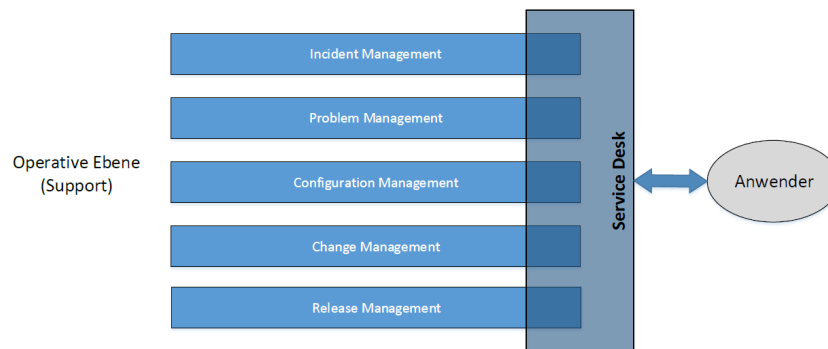 Incident Management
Problem Management
Operative Ebene
(Support)
Configuration Management
Change Management
Release Management
Service Desk
Anwender